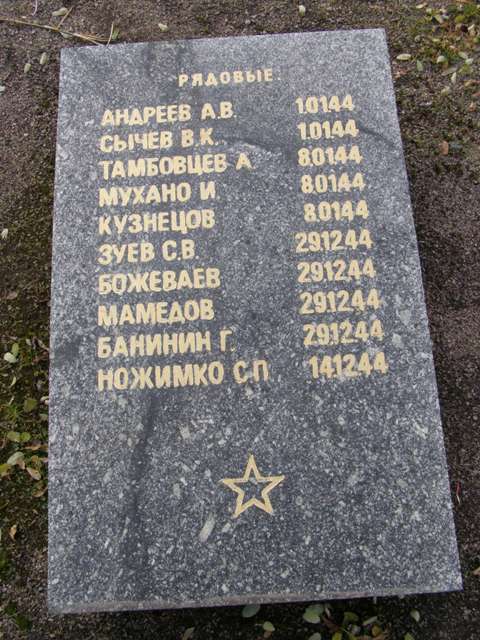 РЯДОВЫЕ:
АНДРЕЕВ А.В. 1.01.44
СЫЧЕВ В.К. 1.01.44
ТАМБОВЦЕВ А. 8.01.44
МУХАНО И 8.01.44
КУЗНЕЦОВ 8.01.44
ЗУЕВ С.В. 29.12.44
БОЖЕВАЕВ 29.12.44
МАМЕДОВ 29.12.44
БАНИНИН Г. 29.12.44
НОЖИМКО С.П 14.12.44